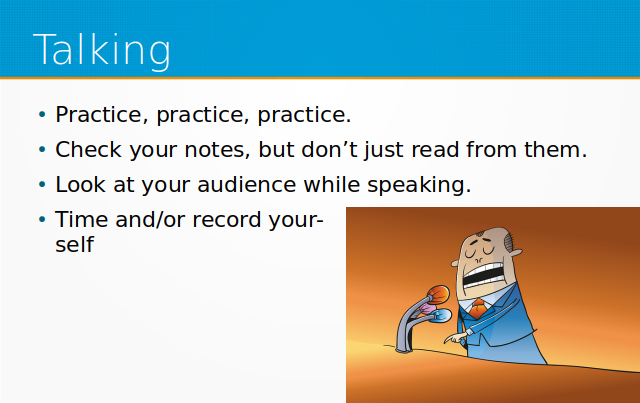 Talking
• Practice, practice, practice.
• Check your notes, but don’t just read from them.
• Look at your audience while speaking.
• Time and/or record your-
self